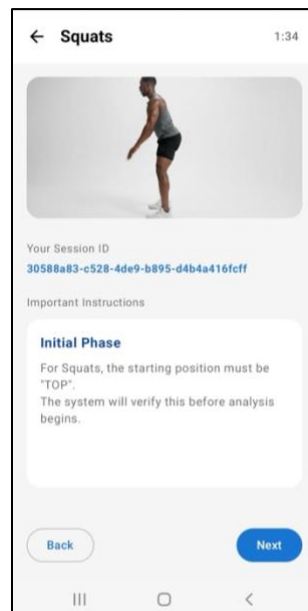 Squats
1:34
Your Session ID
30588a83-c528-4de9-b895-d4b4a416fcff
Important Instructions
Initial Phase
For Squats, the starting position must be
"TOP".
The system will verify this before analysis
begins.
Back
Next